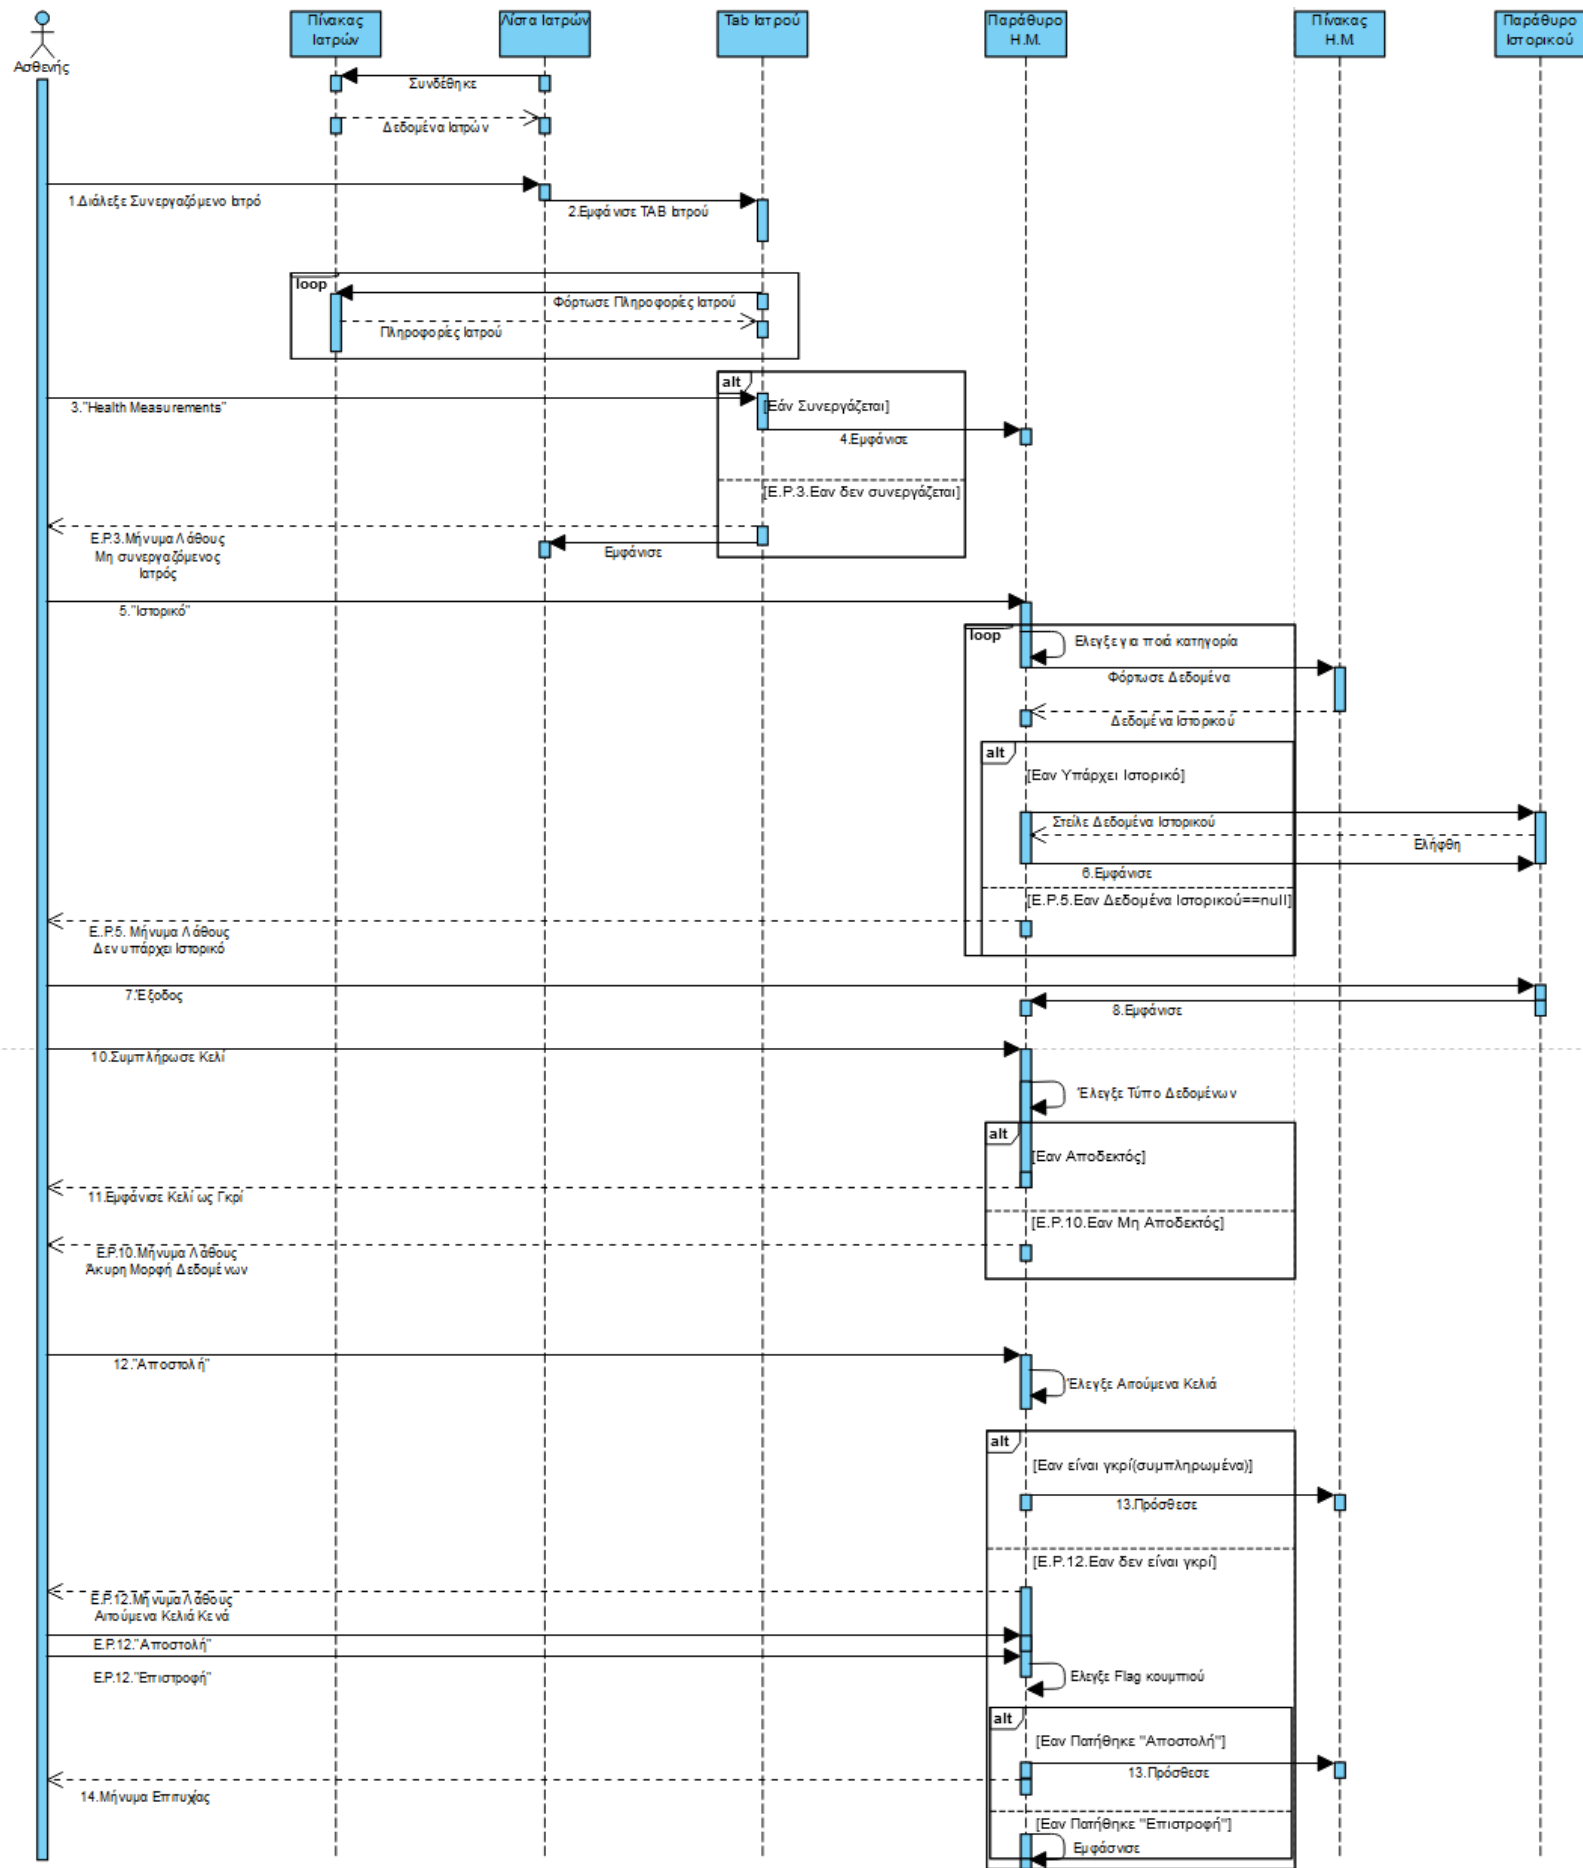 Πίνακας
Ιατρών
Λίστα Ιατρών
Tab Ιατρού
Παράθυρο
Η.Μ.
Πίνακας
Η.Μ.
Παράθυρο
Ιστορικού
Ασθενής
Συνδέθηκε
Δεδομένα Ιατρών
1.Διάλεξε Συνεργαζόμενο Ιατρό
2.Εμφάνισε TAB Ιατρού
loop
Φόρτωσε Πληροφορίες Ιατρού
Πληροφορίες Ιατρού
alt
3."Health Measurements"
[Εάν Συνεργάζεται]
4.Εμφάνισε
[Ε.Ρ.3.Εαν δεν συνεργάζεται]
Ε.Ρ.3.Μήνυμα Λάθους
Μη συνεργαζόμενος
Ιατρός
Εμφάνισε
5."Ιστορικό"
loop
Ελεγξε για ποιά κατηγορία
Φόρτωσε Δεδομένα
Δεδομένα Ιστορικού
alt
[Εαν Υπάρχει Ιστορικό]
Στείλε Δεδομένα Ιστορικού
Ελήφθη
6.Εμφάνισε
[Ε.Ρ.5.Εαν Δεδομένα Ιστορικού==null]
Ε..Ρ.5. Μήνυμα Λάθους
Δεν υπάρχει Ιστορικό
7.Έξοδος
8.Εμφάνισε
10.Συμπλήρωσε Κελί
Έλεγξε Τύπο Δεδομένων
alt
[Εαν Αποδεκτός]
11.Εμφάνισε Κελί ως Γκρί
[Ε.Ρ.10.Εαν Μη Αποδεκτός]
Ε.Ρ.10.Μήνυμα Λάθους
Άκυρη Μορφή Δεδομένων
12."Αποστολή"
Έλεγξε Αιτούμενα Κελιά
alt
[Εαν είναι γκρί(συμπληρωμένα)]
13.Πρόσθεσε
[Ε.Ρ.12.Εαν δεν είναι γκρί]
Ε.Ρ.12.Μήνυμα Λάθους
Αιτούμενα Κελιά Κενά
Ε.Ρ.12."Αποστολή"
Ε.Ρ.12."Επιστροφή"
Ελεγξε Flag κουμπιού
alt
[Εαν Πατήθηκε "Αποστολή"]
13.Πρόσθεσε
14.Μήνυμα Επιτυχίας
[Εαν Πατήθηκε "Επιστροφή"]
Εμφάσνισε